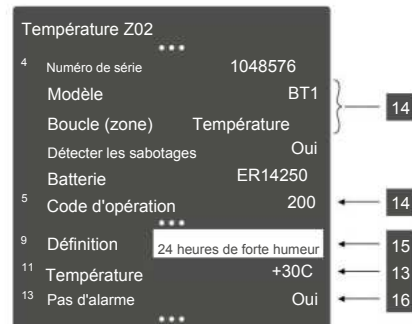 Température Z02
•••
4 Numéro de série 1048576
Modèle BT1
14
Boucle (zone) Température
Détecter les sabotages Oui
Batterie ER14250
5 Code d'opération 200 14
•••
9 Définition 24 heures de forte humeur 15
11 Température +30C 13
13 Pas d'alarme Oui 16
•••